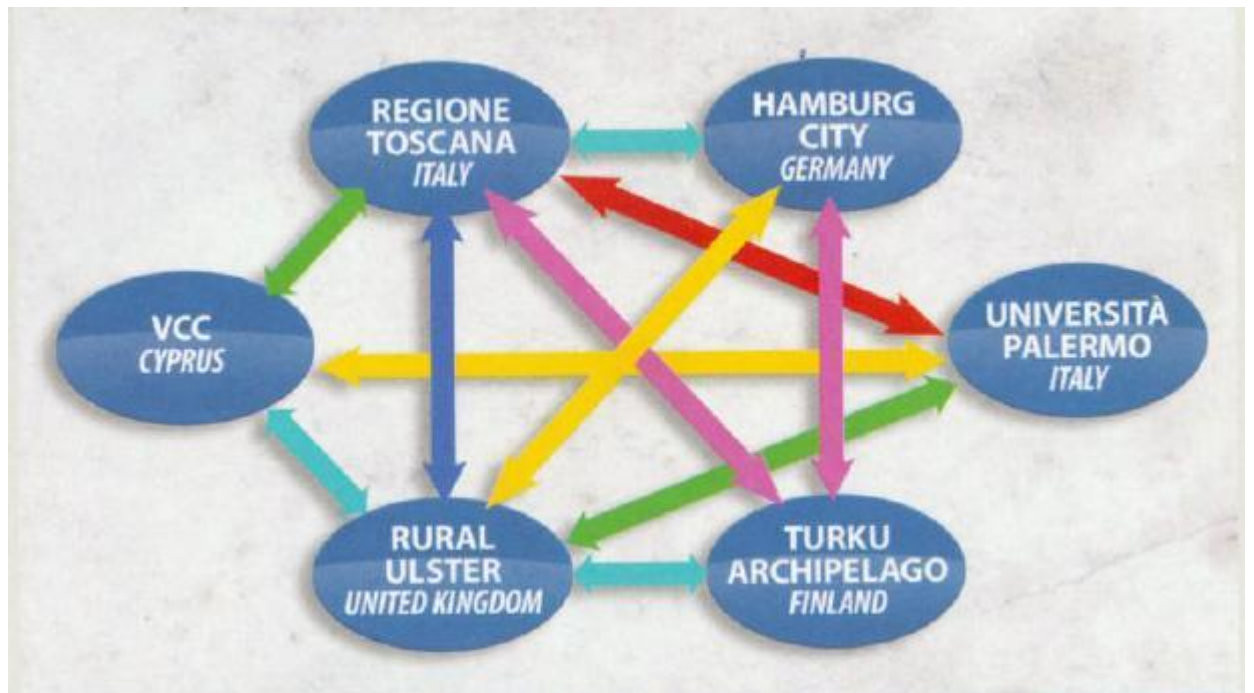 REGIONE
TOSCANA
ITALY
HAMBURG
CITY
GERMANY
VCC
CYPRUS
UNIVERSITÀ
PALERMO
ITALY
RURAL
ULSTER
UNITED KINGDOM
TURKU
ARCHIPELAGO
FINLAND